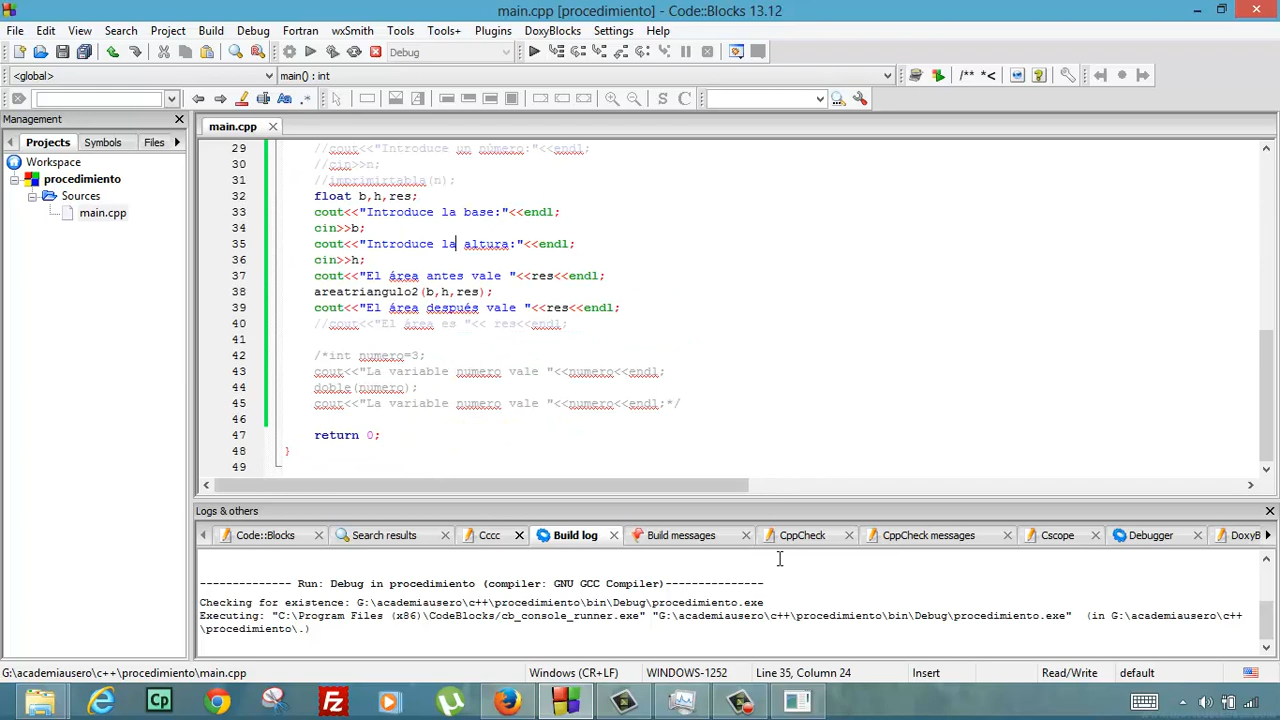 main.cpp [procedimiento] - Code::Blocks 13.12
File Edit View Search Project Build Debug Fortran wxSmith Tools Tools+ Plugins DoxyBlocks Settings Help
Debug
<global> main() : int /** *<
S C
Management
Projects Symbols Files
Workspace
procedimiento
Sources
main.cpp
main.cpp
29 //cout<<"Introduce un número:"<<endl;
30 //cin>>n;
31 //imprimirtabla(n);
32 float b,h,res;
33 cout<<"Introduce la base:"<<endl;
34 cin>>b;
35 cout<<"Introduce la altura:"<<endl;
36 cin>>h;
37 cout<<"El área antes vale "<<res<<endl;
38 areatriangulo2(b,h,res);
39 cout<<"El área después vale "<<res<<endl;
40 //cout<<"El área es "<< res<<endl;
41
42 /*int numero=3;
43 cout<<"La variable numero vale "<<numero<<endl;
44 doble(numero);
45 cout<<"La variable numero vale "<<numero<<endl;*/
46
47 return 0;
48 }
49
Logs & others
Code::Blocks Search results Cccc Build log Build messages CppCheck CppCheck messages Cscope Debugger DoxyB
-------------- Run: Debug in procedimiento (compiler: GNU GCC Compiler)---------------
Checking for existence: G:\academiausero\c++\procedimiento\bin\Debug\procedimiento.exe
Executing: "C:\Program Files (x86)\CodeBlocks/cb_console_runner.exe" "G:\academiausero\c++\procedimiento\bin\Debug\procedimiento.exe"  (in G:\academiausero\c++
\procedimiento\.)
G:\academiausero\c++\procedimiento\main.cpp Windows (CR+LF) WINDOWS-1252 Line 35, Column 24 Insert Read/Write default
Cp Fz